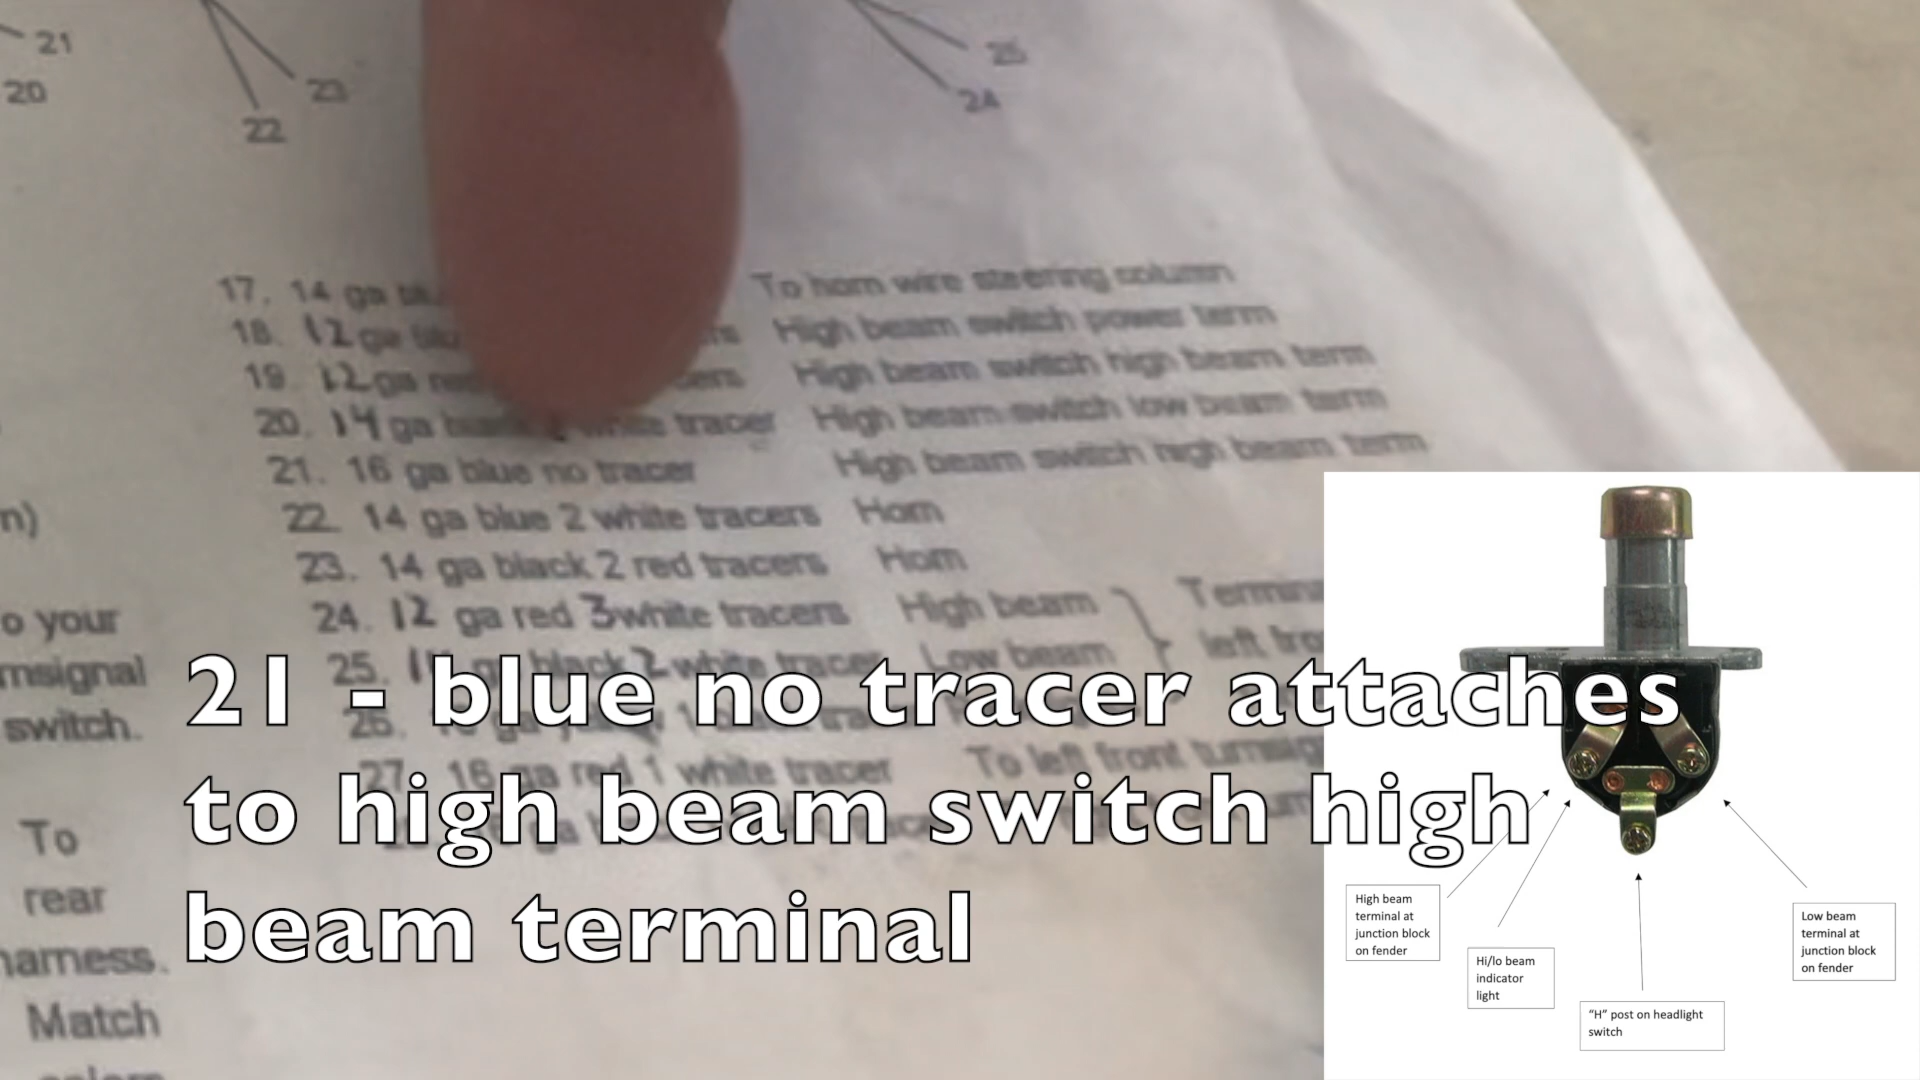 21
20
23
22
25
24
17. 14 ga To horn wire steering column
18. 12 ga High beam switch power term
19. 12 ga High beam switch high beam term
20. 14 ga white tracer High beam switch low beam term
21. 16 ga blue no tracer High beam switch high beam term
22. 14 ga blue 2 white tracers Horn
23. 14 ga black 2 red tracers Horn
24. 12 ga red 3 white tracers High beam
25. black 2 white tracer Low beam
left
26.
27. 16 ga red 1 white tracer To left front
o your
switch.
To
rear
harness.
Match
21 - blue no tracer attaches
to high beam switch high
beam terminal
High beam
terminal at
junction block
on fender
Hi/lo beam
indicator
light
"H" post on headlight
switch
Low beam
terminal at
junction block
on fender